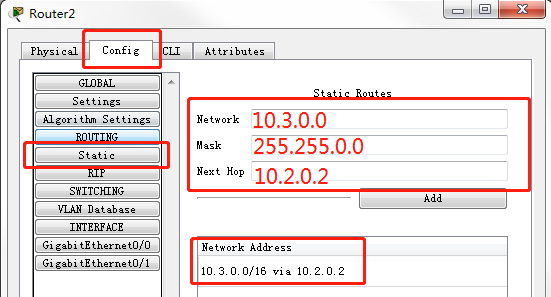 Router2
Physical Config CLI Attributes
GLOBAL
Settings
Algorithm Settings
ROUTING
Static
RIP
SWITCHING
VLAN Database
INTERFACE
GigabitEthernet0/0
GigabitEthernet0/1
Static Routes
Network 10.3.0.0
Mask 255.255.0.0
Next Hop 10.2.0.2
Add
Network Address
10.3.0.0/16 via 10.2.0.2